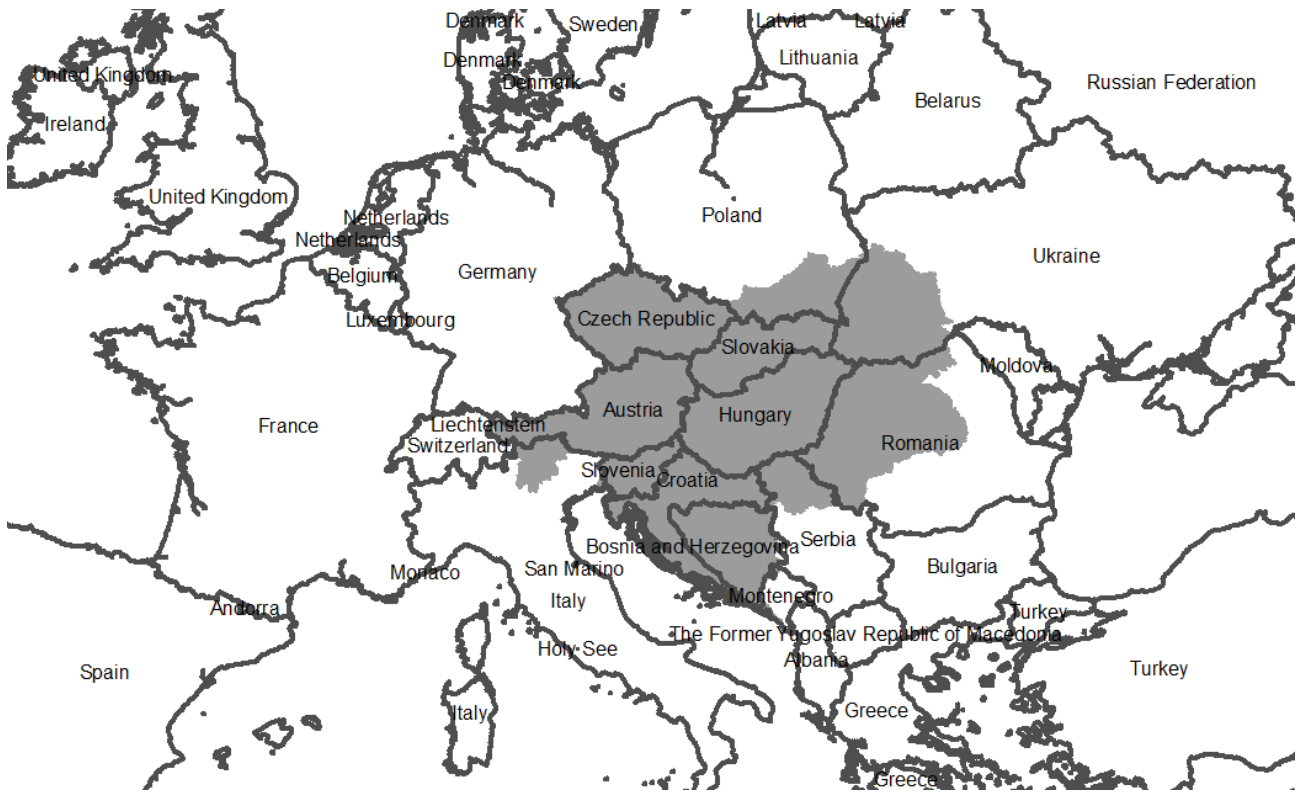 Denmark
Sweden
Latvia
Latvia
Lithuania
Denmark
United Kingdom
Denmark
Russian Federation
Belarus
Ireland
United Kingdom
Netherlands
Poland
Netherlands
Ukraine
Belgium
Germany
Luxembourg
Czech Republic
Slovakia
Moldova
Austria
Hungary
France
Liechtenstein
Switzerland
Romania
Slovenia
Croatia
Serbia
Bosnia and Herzegovina
San Marino
Monaco
Bulgaria
Montenegro
Italy
Andorra
Turkey
The Former Yugoslav Republic of Macedonia
Holy See
Albania
Spain
Turkey
Italy
Greece
Greece